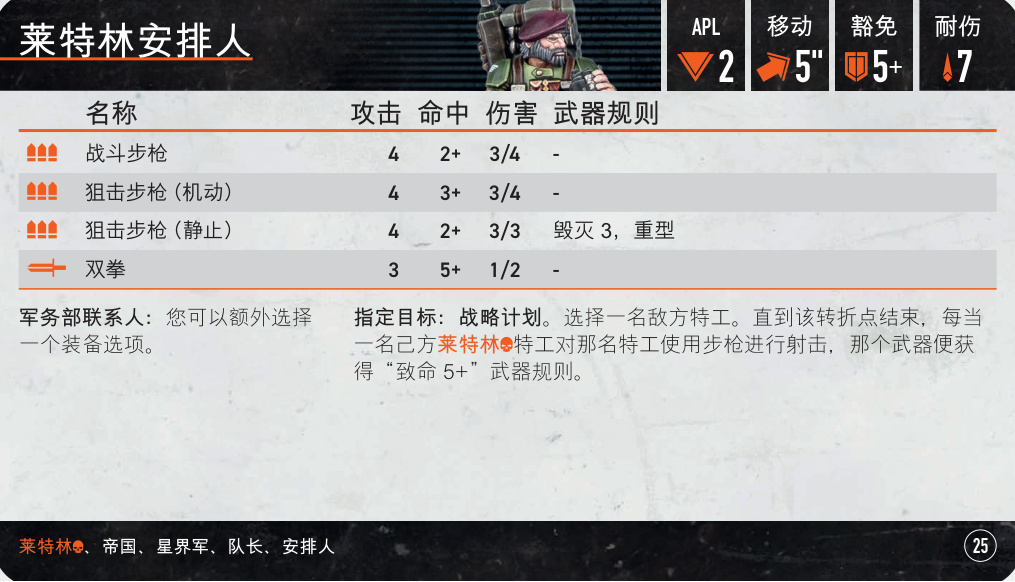 莱特林安排人
APL 移动 豁免 耐伤
2 5" 5+ 7
名称 攻击 命中 伤害 武器规则
战斗步枪 4 2+ 3/4 -
狙击步枪（机动） 4 3+ 3/4 -
狙击步枪（静止） 4 2+ 3/3 毁灭 3，重型
双拳 3 5+ 1/2 -
军务部联系人：您可以额外选择
一个装备选项。
指定目标：战略计划。选择一名敌方特工。直到该转折点结束，每当
一名己方莱特林特工对那名特工使用步枪进行射击，那个武器便获
得“致命 5+”武器规则。
莱特林、帝国、星界军、队长、安排人
25